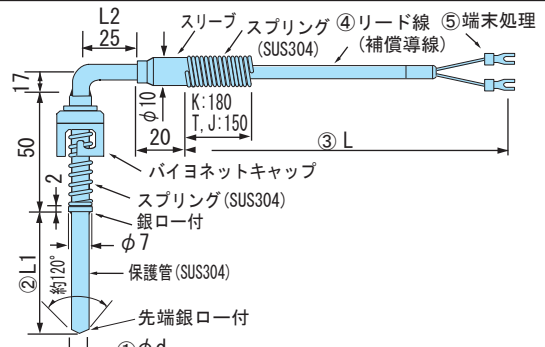 L2
25
スリーブ
スプリング
(SUS304)
④リード線
(補償導線)
⑤端末処理
17
φ10
K:180
T, J:150
20
③ L
50
バイヨネットキャップ
2
スプリング(SUS304)
銀ロー付
φ7
②L1
約120°
保護管(SUS304)
先端銀ロー付
①φd